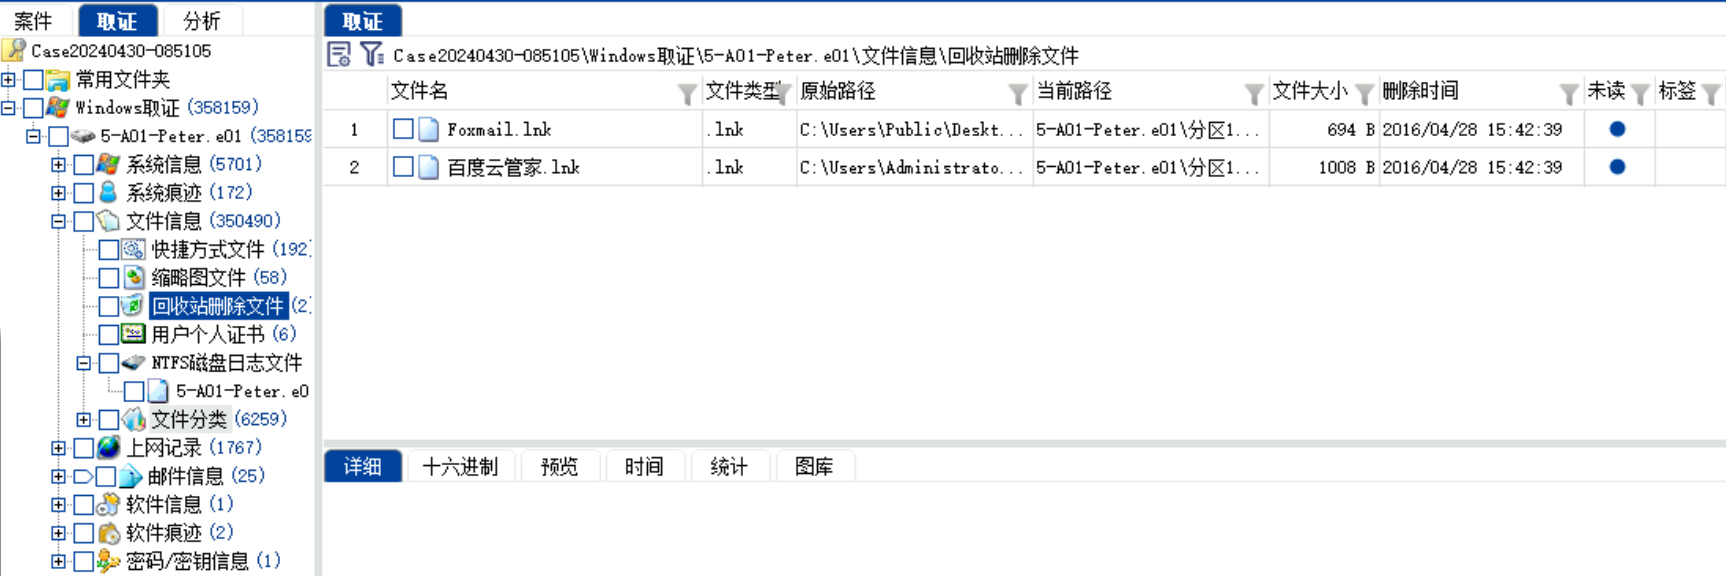 案件 取证 分析
Case20240430-085105
常用文件夹
Windows取证 (358159)
5-A01-Peter.e01 (358159
系统信息 (5701)
系统痕迹 (172)
文件信息 (350490)
快捷方式文件 (192)
缩略图文件 (58)
回收站删除文件 (2)
用户个人证书 (6)
NTFS磁盘日志文件
5-A01-Peter.e0
文件分类 (6259)
上网记录 (1767)
邮件信息 (25)
软件信息 (1)
软件痕迹 (2)
密码/密钥信息 (1)
取证
Case20240430-085105\Windows取证\5-A01-Peter.e01\文件信息\回收站删除文件
文件名 文件类型 原始路径 当前路径 文件大小 删除时间 未读 标签
1 Foxmail.lnk .lnk C:\Users\Public\Deskt... 5-A01-Peter.e01\分区1... 694 B 2016/04/28 15:42:39
2 百度云管家.lnk .lnk C:\Users\Administrato... 5-A01-Peter.e01\分区1... 1008 B 2016/04/28 15:42:39
详细 十六进制 预览 时间 统计 图库